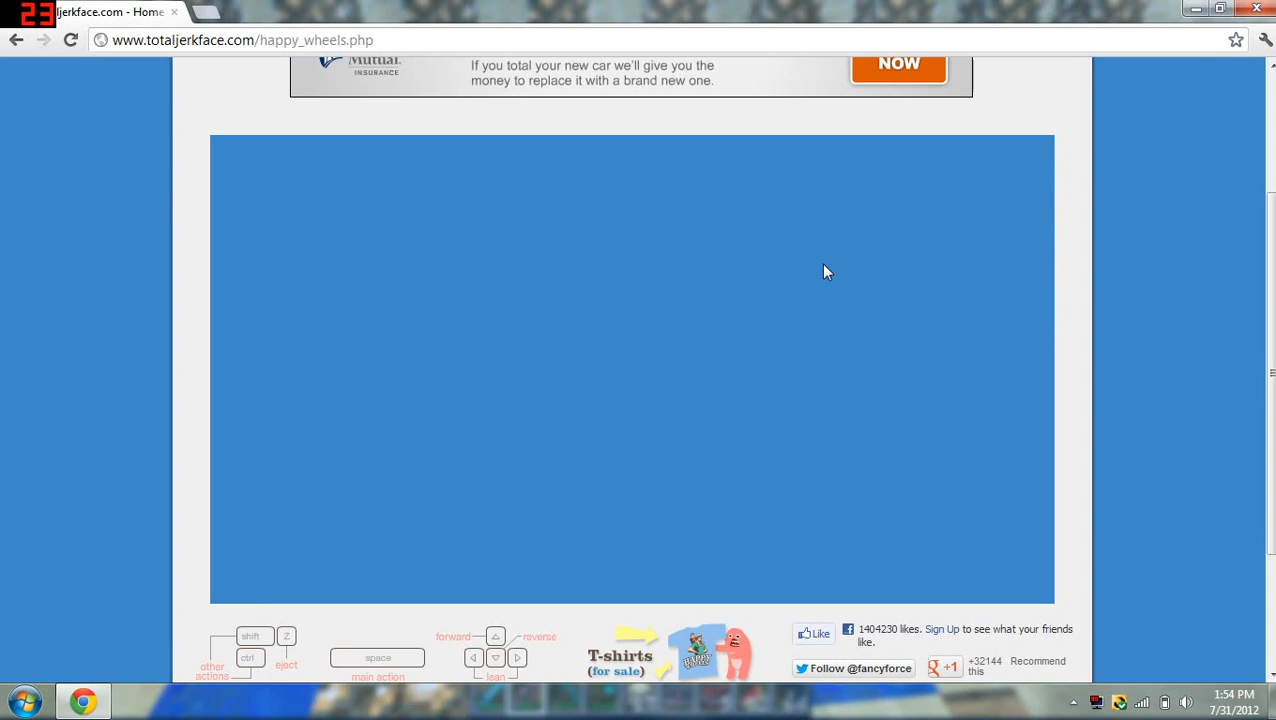 23
ljerkface.com - Home
www.totaljerkface.com/happy_wheels.php
Mutual.
INSURANCE
If you total your new car we'll give you the
money to replace it with a brand new one.
NOW
shift
Z
ctrl
other
actions
eject
space
main action
forward
reverse
lean
T-shirts
(for sale)
HAPPY
Like
1404230 likes. Sign Up to see what your friends
like.
Follow @fancyforce
g +1
+32144 Recommend
this
1:54 PM
7/31/2012